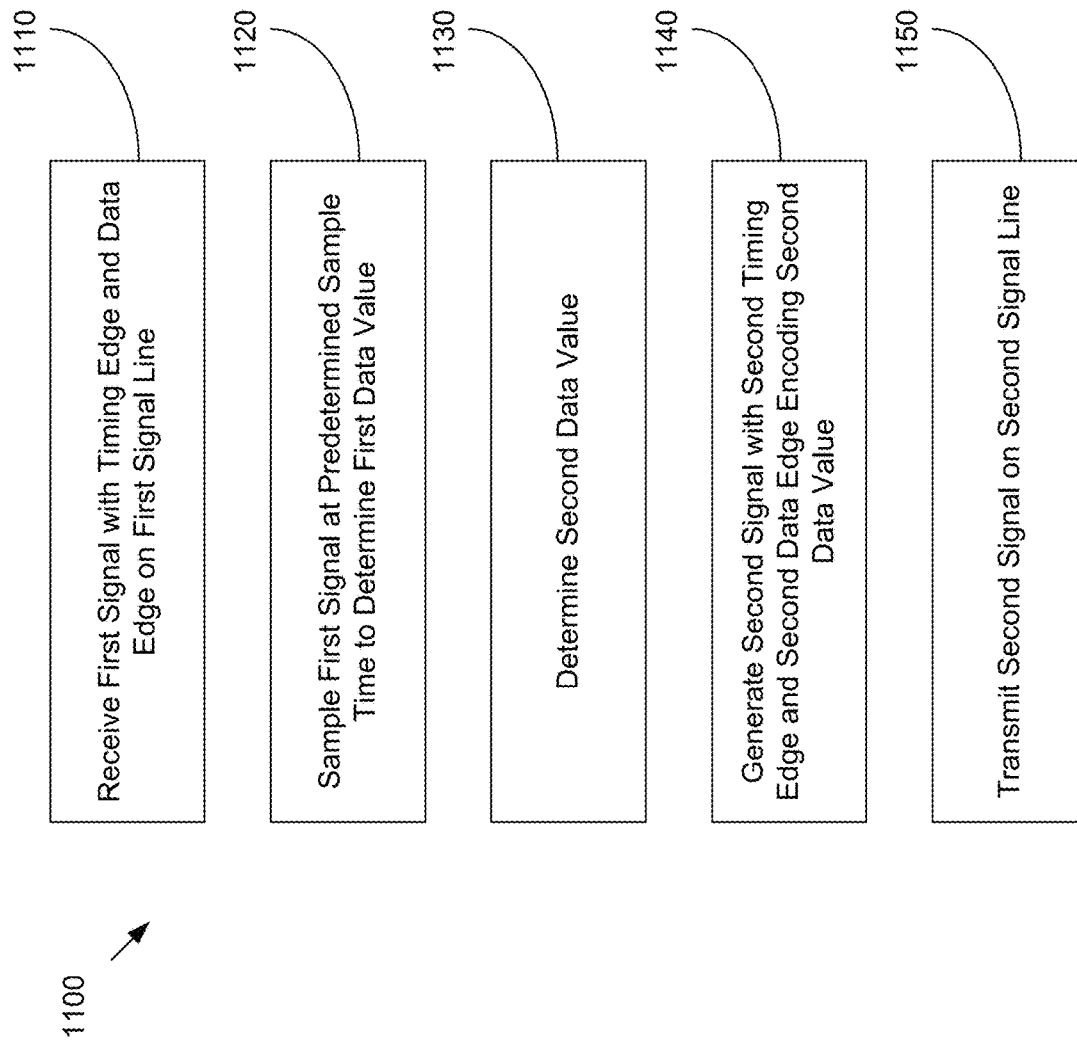 1100
Receive First Signal with Timing Edge and Data
Edge on First Signal Line
1110
Sample First Signal at Predetermined Sample
Time to Determine First Data Value
1120
Determine Second Data Value
1130
Generate Second Signal with Second Timing
Edge and Second Data Edge Encoding Second
Data Value
1140
Transmit Second Signal on Second Signal Line
1150